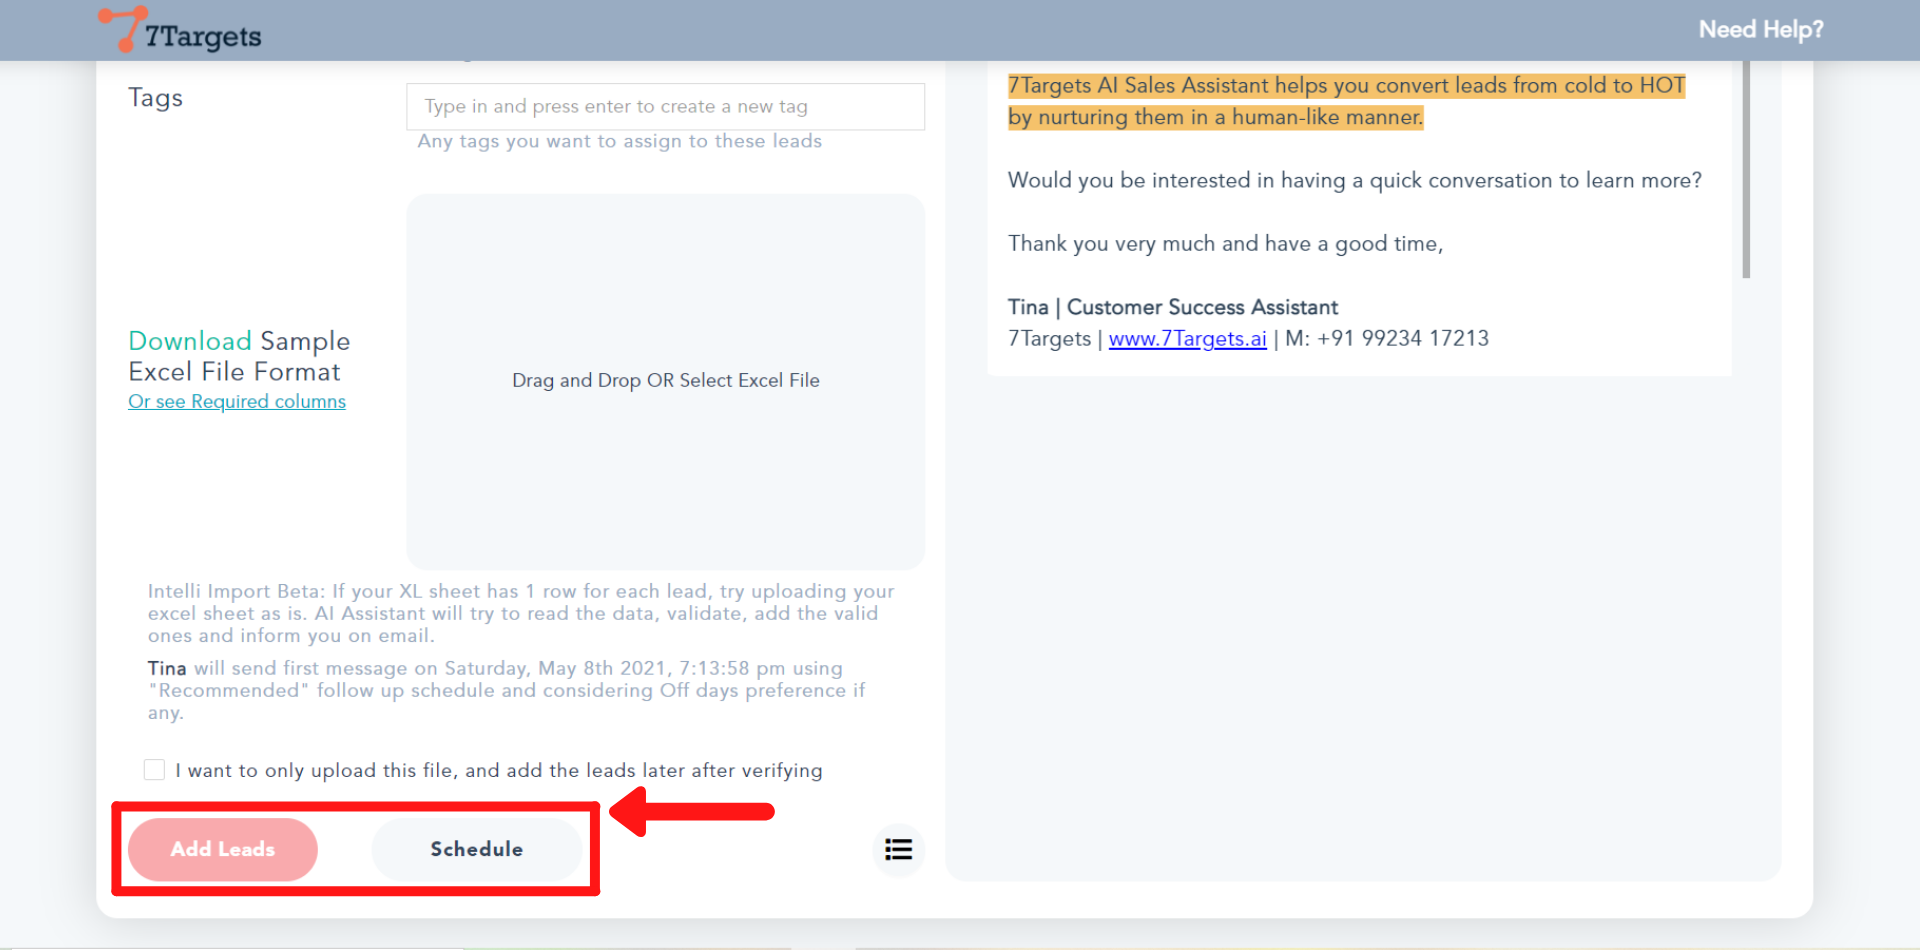 7Targets
Need Help?
Tags
Type in and press enter to create a new tag
Any tags you want to assign to these leads
Download Sample
Excel File Format
Or see Required columns
Drag and Drop OR Select Excel File
Intelli Import Beta: If your XL sheet has 1 row for each lead, try uploading your
excel sheet as is. AI Assistant will try to read the data, validate, add the valid
ones and inform you on email.
Tina will send first message on Saturday, May 8th 2021, 7:13:58 pm using
"Recommended" follow up schedule and considering Off days preference if
any.
I want to only upload this file, and add the leads later after verifying
Add Leads
Schedule
7Targets AI Sales Assistant helps you convert leads from cold to HOT
by nurturing them in a human-like manner.
Would you be interested in having a quick conversation to learn more?
Thank you very much and have a good time,
Tina | Customer Success Assistant
7Targets | www.7Targets.ai | M: +91 99234 17213